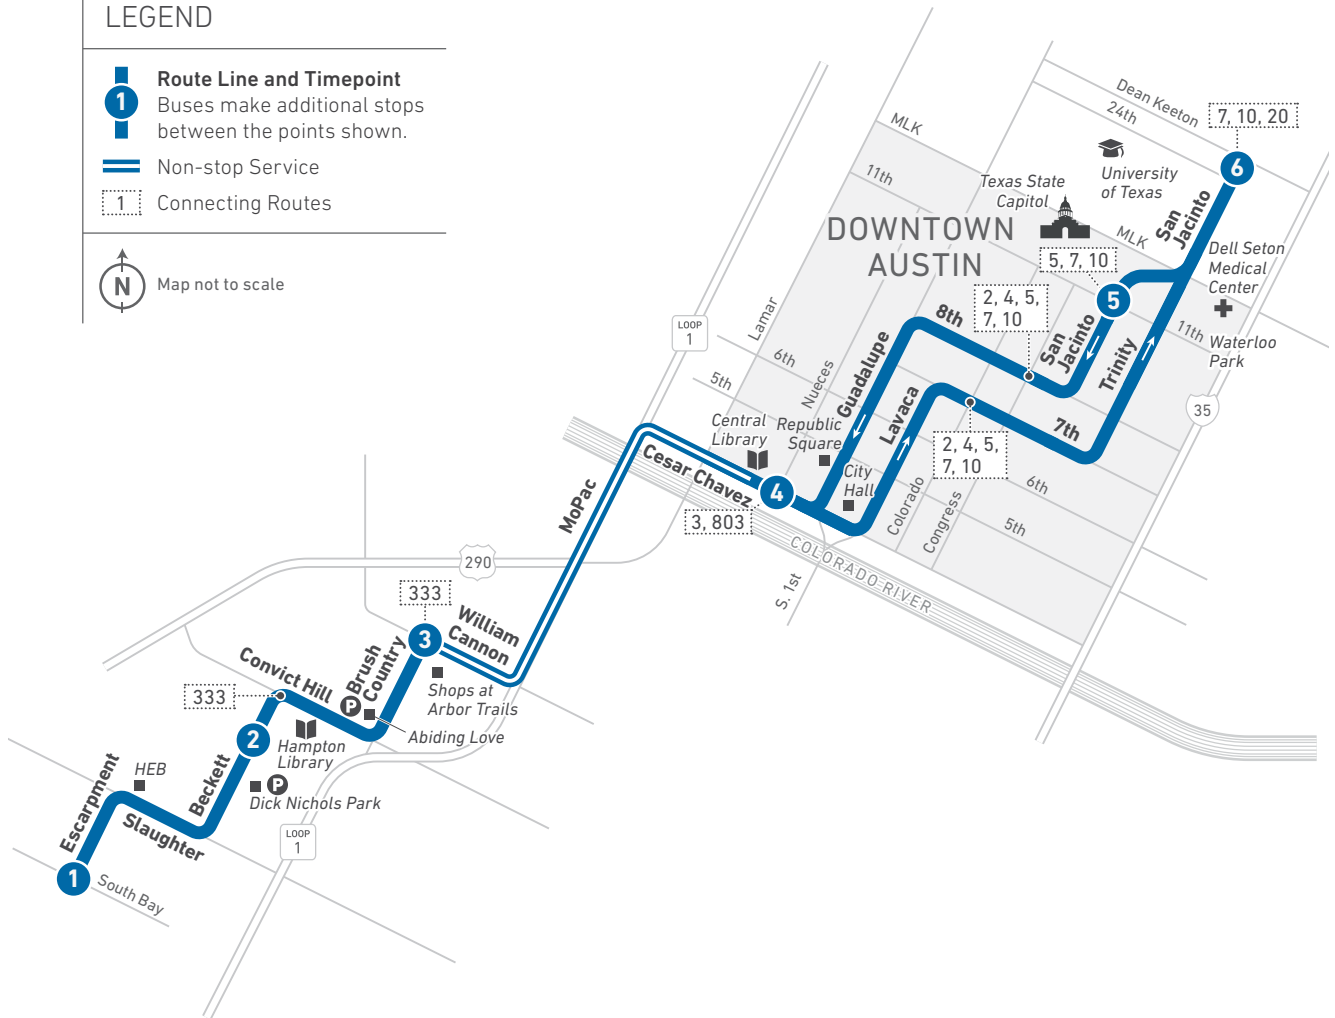 LEGEND
1
Route Line and Timepoint
Buses make additional stops
between the points shown.
Non-stop Service
1
Connecting Routes
N
Map not to scale
Dean Keeton
24th
7, 10, 20
6
MLK
11th
University
of Texas
Texas State
Capitol
San
Jacinto
MLK
DOWNTOWN
AUSTIN
Dell Seton
Medical
Center
5, 7, 10
5
2, 4, 5,
7, 10
8th
San
Jacinto
11th
Waterloo
Park
Trinity
LOOP
1
Lamar
6th
5th
Nueces
Guadalupe
Lavaca
35
Central
Library
Republic
Square
7th
2, 4, 5,
7, 10
City
Hall
Cesar Chavez
4
3, 803
Colorado
Congress
6th
5th
MoPac
COLORADO RIVER
S. 1st
290
333
3
William
Cannon
Brush
Country
Convict Hill
333
P
Shops at
Arbor Trails
Abiding Love
2
Hampton
Library
Beckett
HEB
P
Dick Nichols Park
Escarpment
Slaughter
LOOP
1
1
South Bay